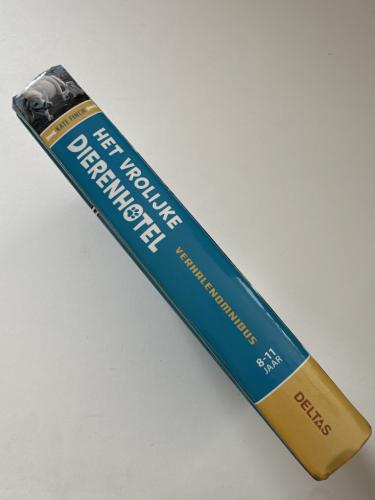 KATE FINCH
HET VROLIJKE
DIERENHOTEL
VERHALENOMNIBUS
8-11
JAAR
DELTAS